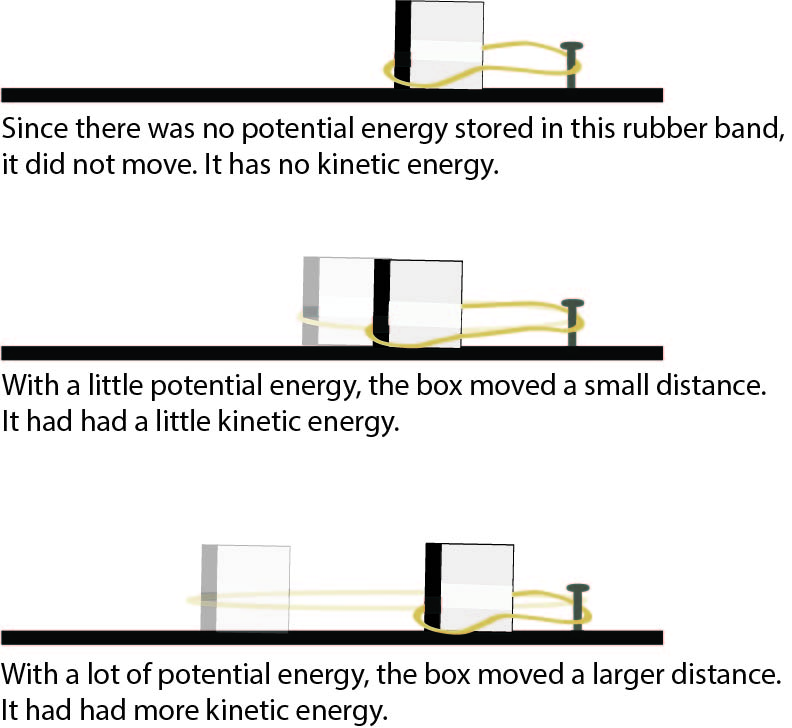 Since there was no potential energy stored in this rubber band,
it did not move. It has no kinetic energy.
With a little potential energy, the box moved a small distance.
It had had a little kinetic energy.
With a lot of potential energy, the box moved a larger distance.
It had had more kinetic energy.